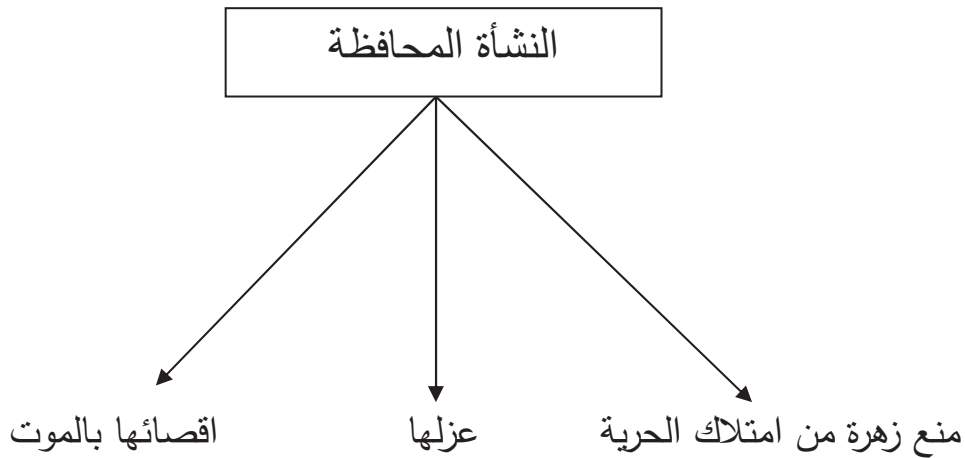 النشأة المحافظة
منع زهرة من امتلاك الحرية
عزلها
اقصائها بالموت